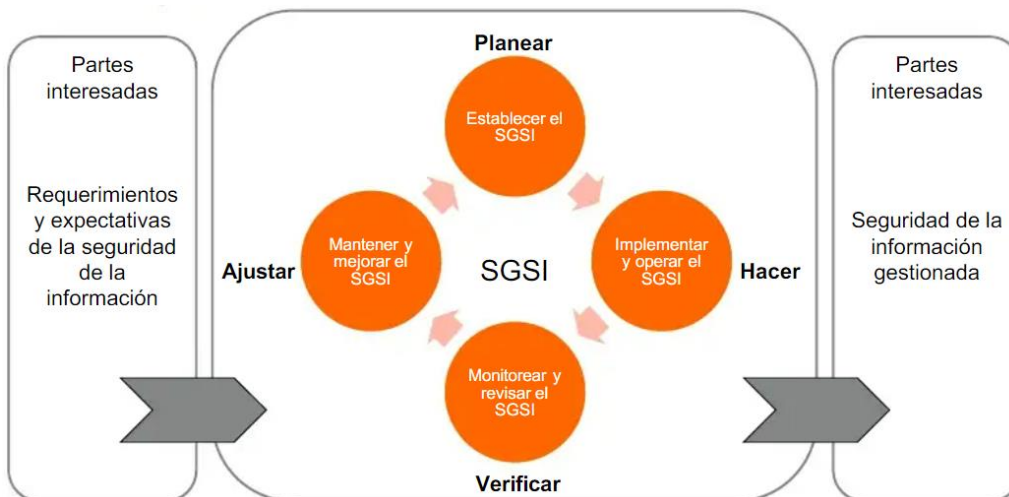 Partes
interesadas
Requerimientos
y expectativas
de la seguridad
de la
información
Planear
Establecer el
SGSI
Mantener y
mejorar el
SGSI
Ajustar
SGSI
Implementar
y operar el
SGSI
Hacer
Monitorear y
revisar el
SGSI
Verificar
Partes
interesadas
Seguridad de la
información
gestionada